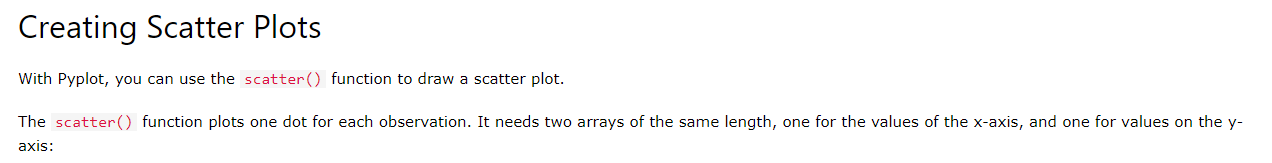 Creating Scatter Plots
With Pyplot, you can use the scatter() function to draw a scatter plot.
The scatter() function plots one dot for each observation. It needs two arrays of the same length, one for the values of the x-axis, and one for values on the y-
axis: